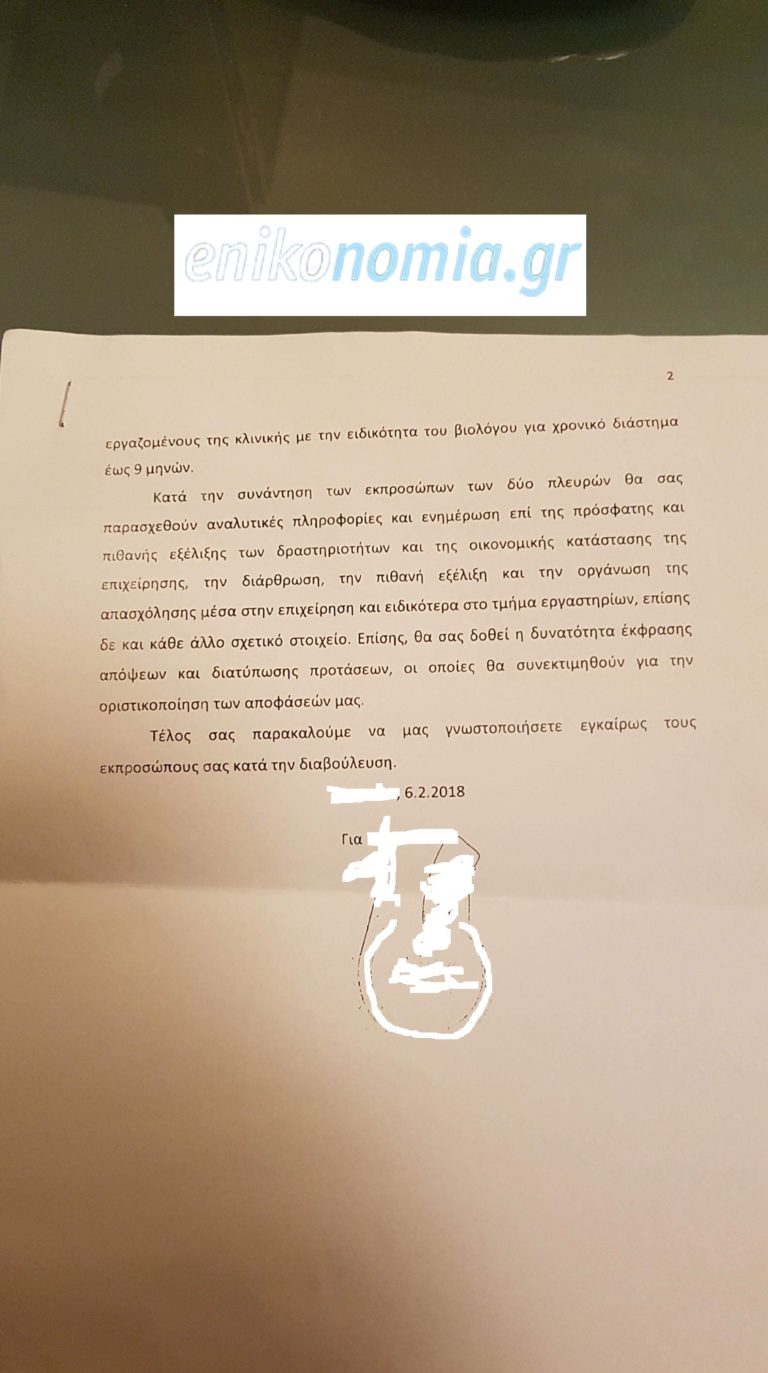 enikonomia.gr
2
εργαζομένους της κλινικής με την ειδικότητα του βιολόγου για χρονικό διάστημα
έως 9 μηνών.
Κατά την συνάντηση των εκπροσώπων των δύο πλευρών θα σας
παρασχεθούν αναλυτικές πληροφορίες και ενημέρωση επί της πρόσφατης και
πιθανής εξέλιξης των δραστηριοτήτων και της οικονομικής κατάστασης της
επιχείρησης, την διάρθρωση, την πιθανή εξέλιξη και την οργάνωση της
απασχόλησης μέσα στην επιχείρηση και ειδικότερα στο τμήμα εργαστηρίων, επίσης
δε και κάθε άλλο σχετικό στοιχείο. Επίσης, θα σας δοθεί η δυνατότητα έκφρασης
απόψεων και διατύπωσης προτάσεων, οι οποίες θα συνεκτιμηθούν για την
οριστικοποίηση των αποφάσεών μας.
Τέλος σας παρακαλούμε να μας γνωστοποιήσετε εγκαίρως τους
εκπροσώπους σας κατά την διαβούλευση.
, 6.2.2018
Για